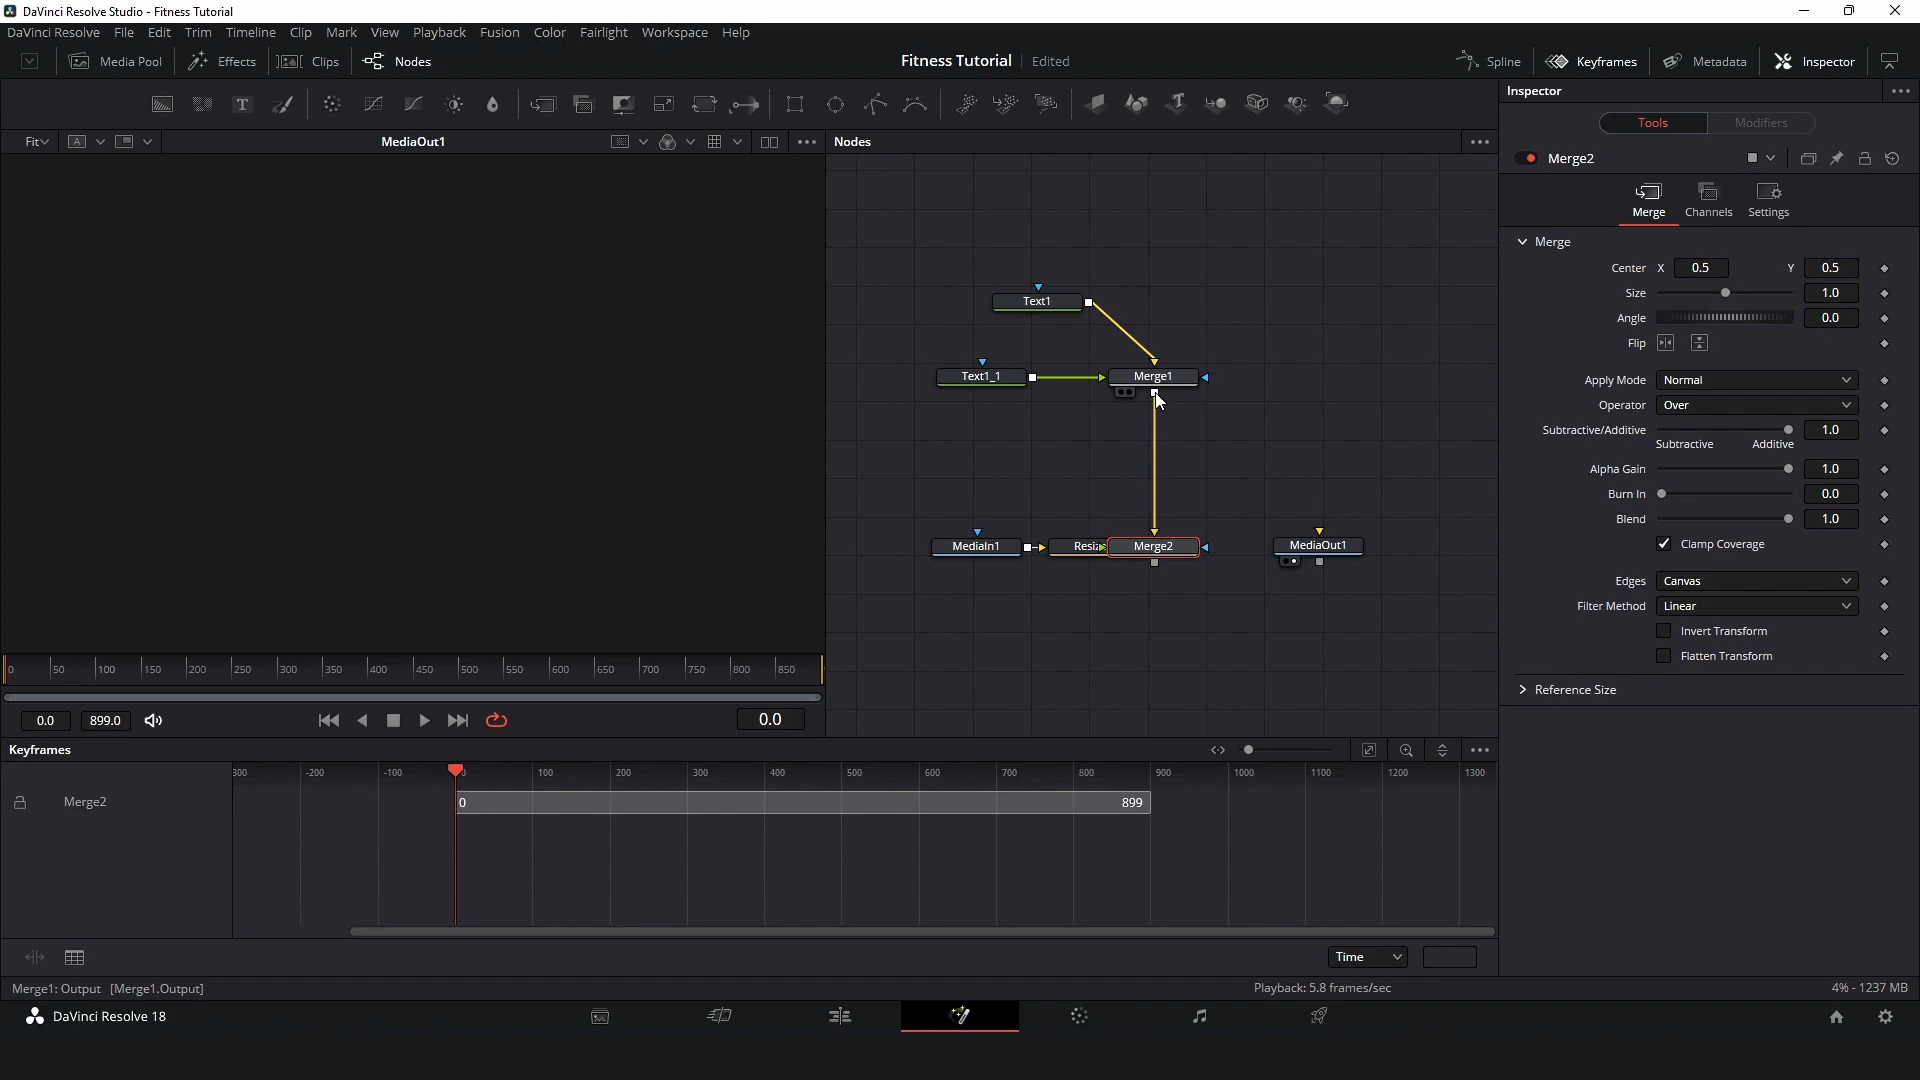 DaVinci Resolve Studio - Fitness Tutorial
DaVinci Resolve File Edit Trim Timeline Clip Mark View Playback Fusion Color Fairlight Workspace Help
Media Pool Effects Clips Nodes Fitness Tutorial Edited Spline Keyframes Metadata Inspector
Inspector
Fit A MediaOut1 Nodes
Tools Modifiers
Merge2
Merge Channels Settings
Merge
Center X 0.5 Y 0.5
Size 1.0
Angle 0.0
Flip
Apply Mode Normal
Operator Over
Subtractive/Additive 1.0
Subtractive Additive
Alpha Gain 1.0
Burn In 0.0
Blend 1.0
Clamp Coverage
Edges Canvas
Filter Method Linear
Invert Transform
Flatten Transform
Reference Size
Text1
Text1_1 Merge1
MediaIn1 Resiz Merge2 MediaOut1
0 50 100 150 200 250 300 350 400 450 500 550 600 650 700 750 800 850
0.0 899.0 0.0
Keyframes
300 -200 -100 0 100 200 300 400 500 600 700 800 900 1000 1100 1200 1300
Merge2 0 899
Time
Merge1: Output [Merge1.Output] Playback: 5.8 frames/sec 4% - 1237 MB
DaVinci Resolve 18